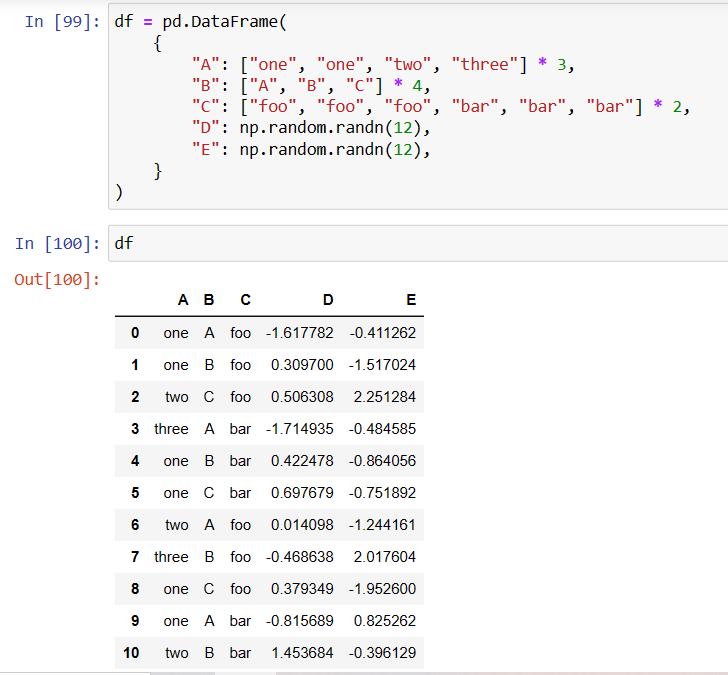 In [99]: df = pd.DataFrame(
{
"A": ["one", "one", "two", "three"] * 3,
"B": ["A", "B", "C"] * 4,
"C": ["foo", "foo", "foo", "bar", "bar", "bar"] * 2,
"D": np.random.randn(12),
"E": np.random.randn(12),
}
)
In [100]: df
Out[100]:
A B C D E
0 one A foo -1.617782 -0.411262
1 one B foo 0.309700 -1.517024
2 two C foo 0.506308 2.251284
3 three A bar -1.714935 -0.484585
4 one B bar 0.422478 -0.864056
5 one C bar 0.697679 -0.751892
6 two A foo 0.014098 -1.244161
7 three B foo -0.468638 2.017604
8 one C foo 0.379349 -1.952600
9 one A bar -0.815689 0.825262
10 two B bar 1.453684 -0.396129